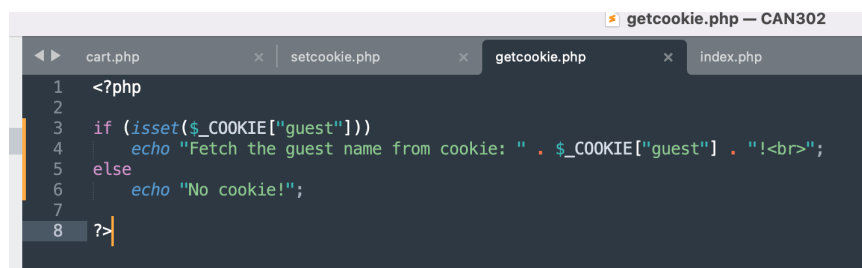 getcookie.php — CAN302
cart.php × setcookie.php × getcookie.php × index.php
1 <?php
2
3 if (isset($_COOKIE["guest"]))
4     echo "Fetch the guest name from cookie: " . $_COOKIE["guest"] . "!<br>";
5 else
6     echo "No cookie!";
7
8 ?>